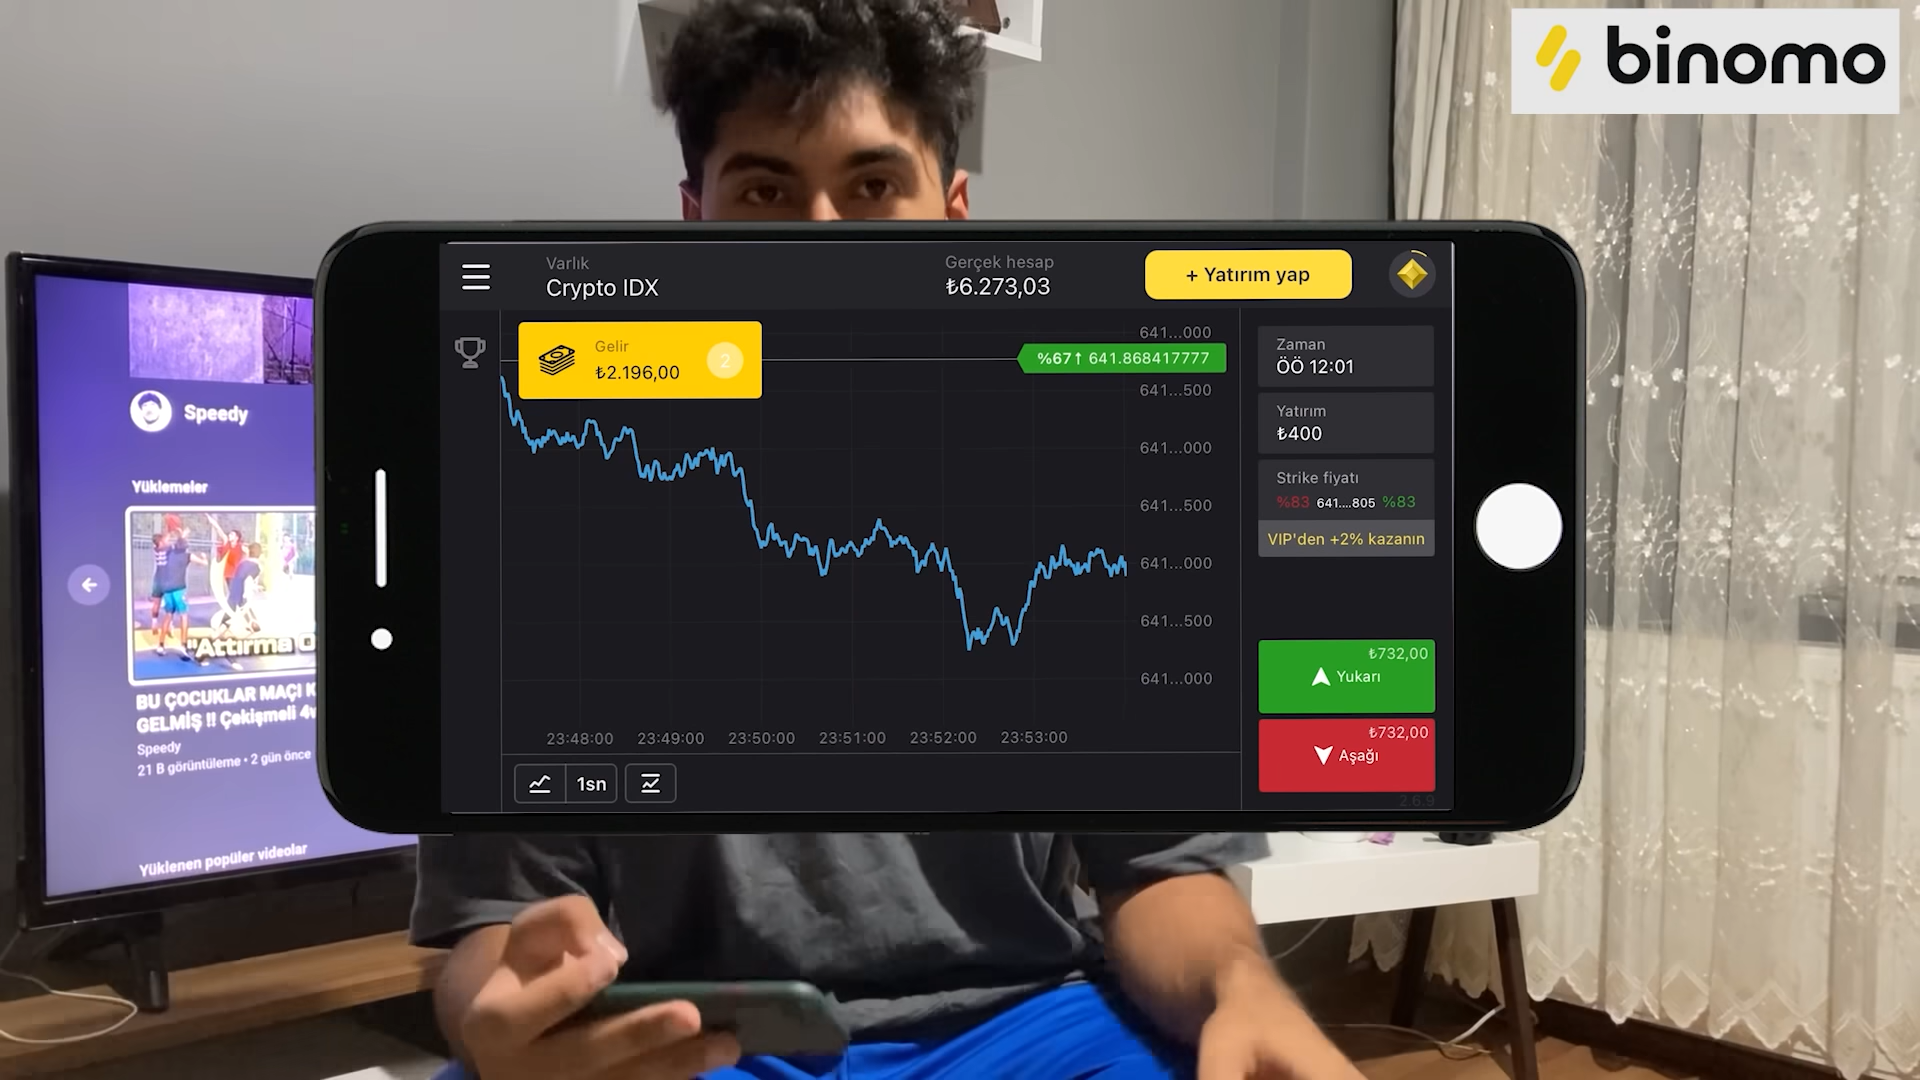 binomo
Varlık
Crypto IDX
Gerçek hesap
₺6.273,03
+ Yatırım yap
Gelir
₺2.196,00
2
%67↑ 641.868417777
641...000
641...500
641...000
641...500
641...000
641...500
641...000
23:48:00 23:49:00 23:50:00 23:51:00 23:52:00 23:53:00
1sn
Zaman
ÖÖ 12:01
Yatırım
₺400
Strike fiyatı
%83 641....805 %83
VIP'den +2% kazanın
₺732,00
Yukarı
₺732,00
Aşağı
2.6.9
Speedy
Yüklemeler
"Attırma
BU ÇOCUKLAR MAÇI
GELMİŞ !! Çekişmeli
Speedy
21 B görüntüleme • 2 gün önce
Yüklenen popüler videolar